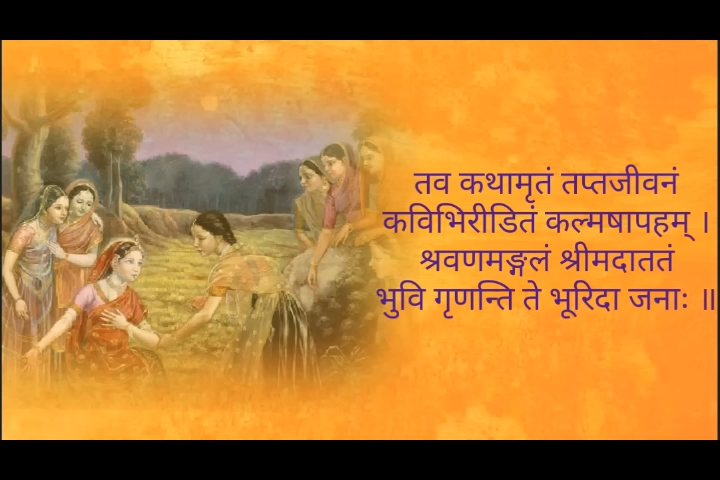 तव कथामृतं तप्तजीवनं
कविभिरीडितं कल्मषापहम् ।
श्रवणमङ्गलं श्रीमदाततं
भुवि गृणन्ति ते भूरिदा जनाः ॥